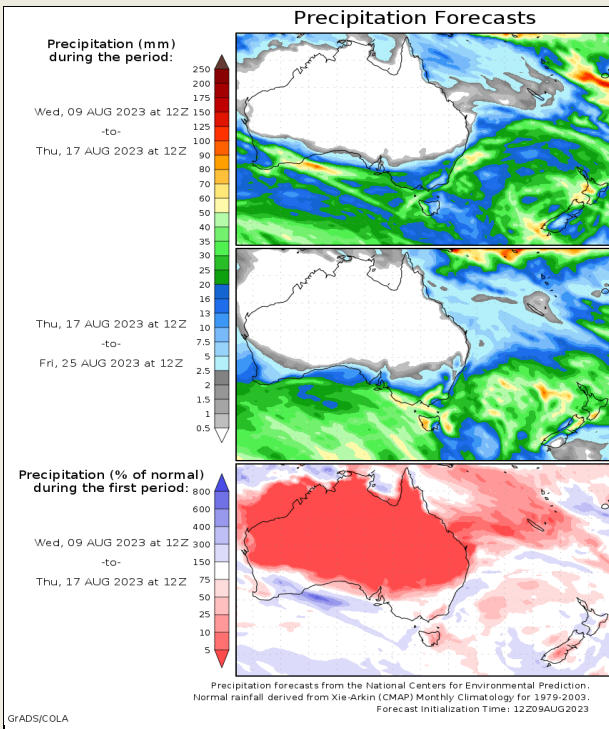 Precipitation Forecasts
Precipitation (mm)
during the period:
Wed, 09 AUG 2023 at 12Z
-to-
Thu, 17 AUG 2023 at 12Z
250
200
175
150
125
100
90
80
70
60
50
40
35
30
25
20
16
13
10
7.5
5
2.5
2
1.5
1
0.5
Thu, 17 AUG 2023 at 12Z
-to-
Fri, 25 AUG 2023 at 12Z
Precipitation (% of normal)
during the first period:
Wed, 09 AUG 2023 at 12Z
-to-
Thu, 17 AUG 2023 at 12Z
800
600
400
300
150
75
50
25
10
5
Precipitation forecasts from the National Centers for Environmental Prediction.
Normal rainfall derived from Xie-Arkin (CMAP) Monthly Climatology for 1979-2003.
Forecast Initialization Time: 12Z09AUG2023
GrADS/COLA